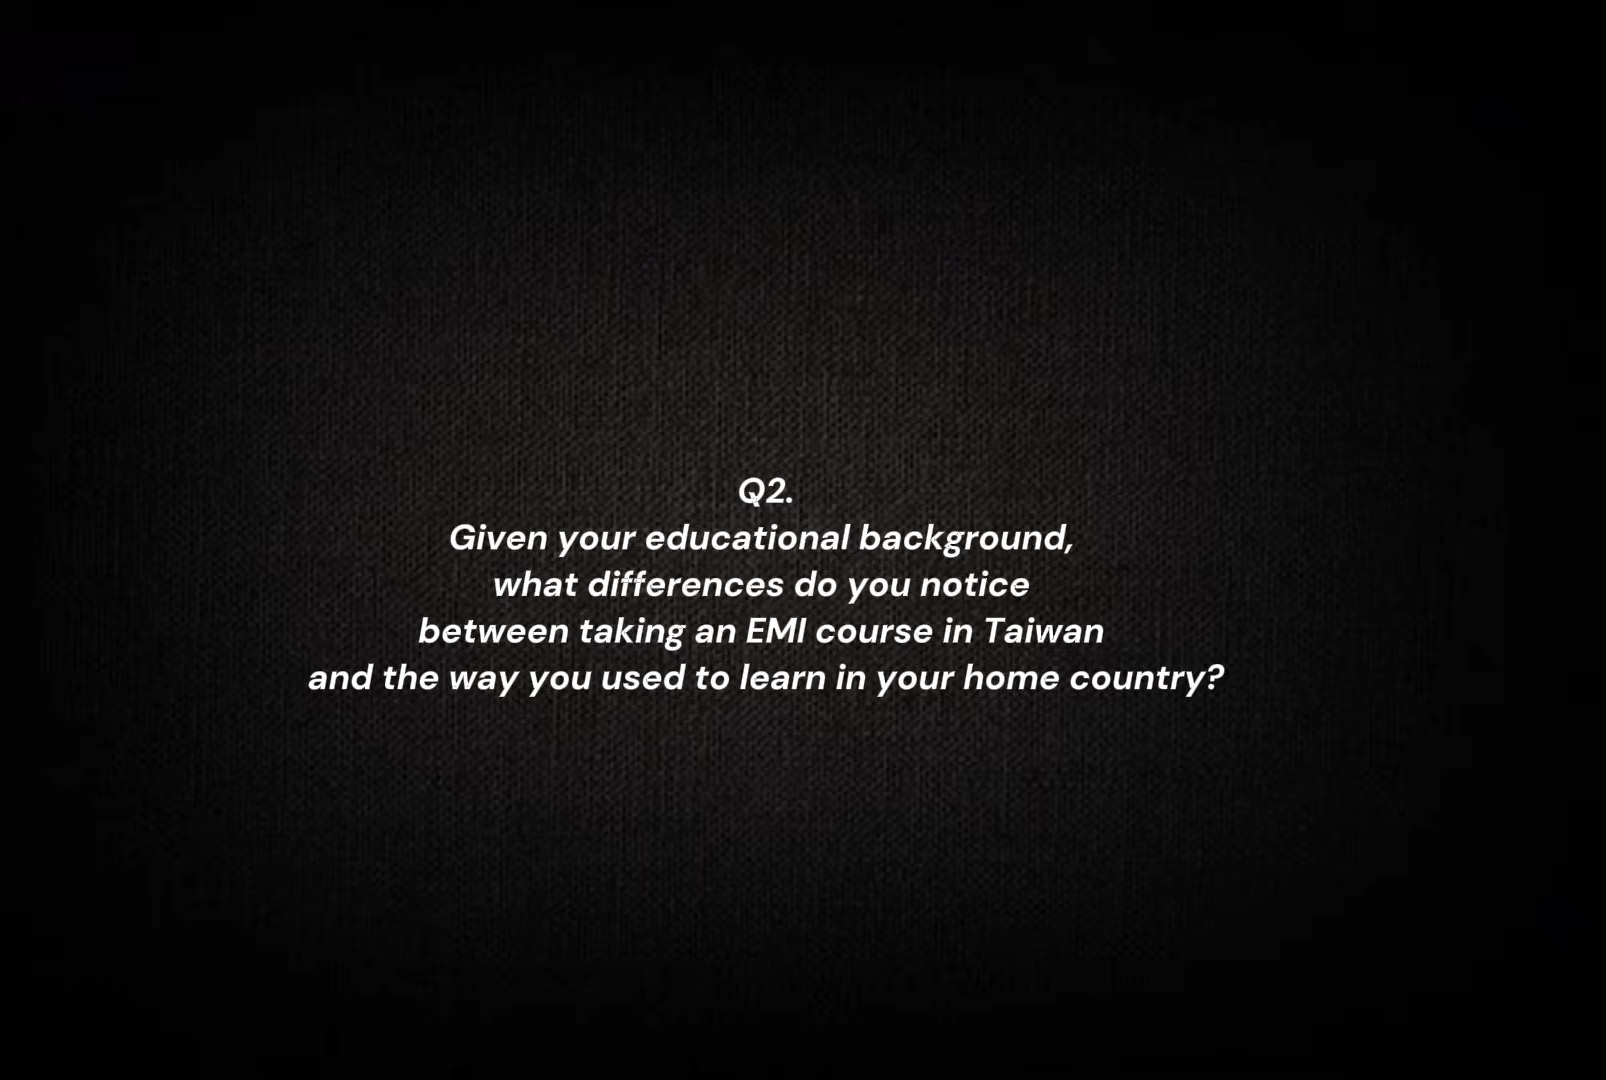 Q2.
Given your educational background,
what differences do you notice
between taking an EMI course in Taiwan
and the way you used to learn in your home country?